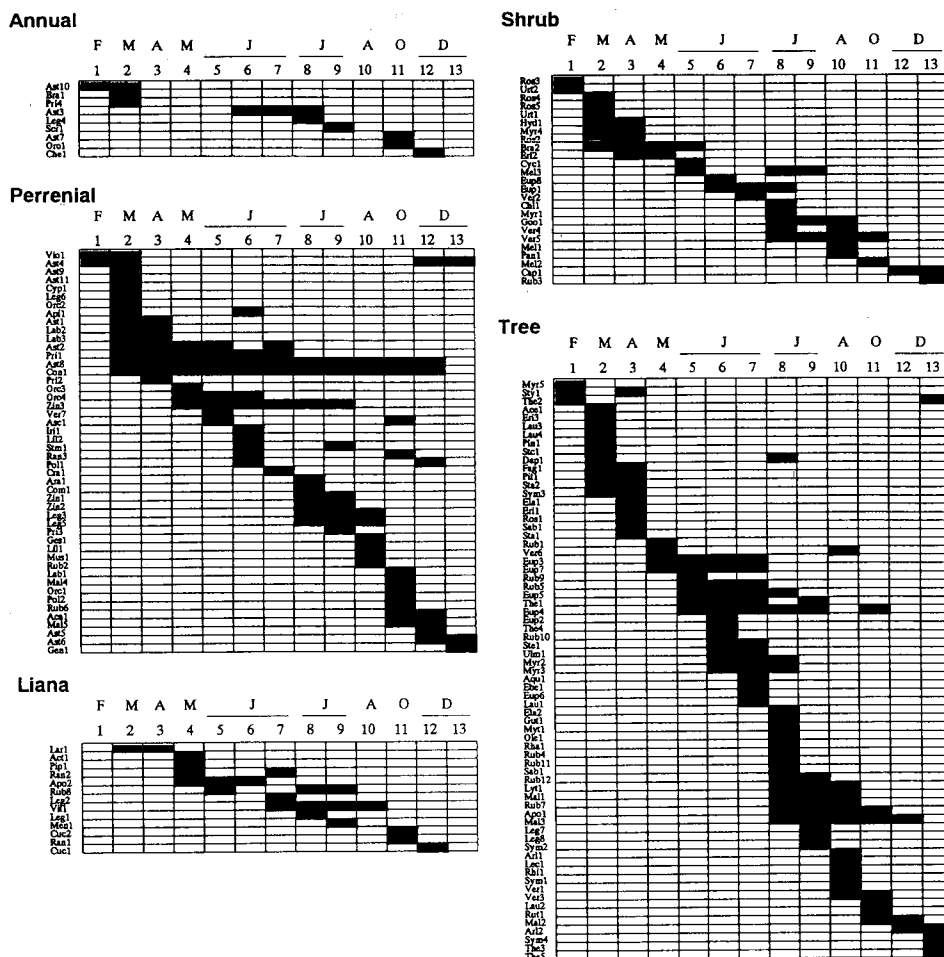 Annual
F M A M J J A O D
1 2 3 4 5 6 7 8 9 10 11 12 13
Ast10
Bra1
Pri4
Ast3
Leg4
Scr1
Ast7
Oro1
Che1
Perrenial
F M A M J J A O D
1 2 3 4 5 6 7 8 9 10 11 12 13
Vio1
Ast4
Ast9
Ast11
Cyp1
Leg6
Orc2
Api1
Ast1
Lab2
Lab3
Ast2
Pri1
Ast8
Con1
Pri2
Orc3
Orc4
Zin3
Ver7
Asc1
Iri1
Lil2
Stm1
Ran3
Pol1
Cra1
Ara1
Com1
Zin1
Zin2
Leg3
Leg5
Pri3
Ges1
Lil1
Mus1
Rub2
Lab1
Mal4
Orc1
Pol2
Rub6
Aca1
Mal5
Ast5
Ast6
Gen1
Liana
F M A M J J A O D
1 2 3 4 5 6 7 8 9 10 11 12 13
Lar1
Act1
Pip1
Ran2
Apo2
Rub8
Leg2
Vit1
Leg1
Men1
Cuc2
Ran1
Cuc1
Shrub
F M A M J J A O D
1 2 3 4 5 6 7 8 9 10 11 12 13
Ros3
Urt2
Ros4
Ros5
Urt1
Hyd1
Myr4
Ros2
Bra2
Eri2
Cyc1
Mel3
Eup8
Eup1
Ver2
Chl1
Myr1
Goo1
Ver4
Ver5
Mel1
Pan1
Mel2
Cap1
Rub3
Tree
F M A M J J A O D
1 2 3 4 5 6 7 8 9 10 11 12 13
Myr5
Sty1
The2
Ace1
Eri3
Lau3
Lau4
Pin1
Stc1
Dap1
Fag1
Pit1
Sta2
Sym3
Ela1
Eri1
Ros1
Sab1
Sta1
Rub1
Ver6
Eup3
Eup7
Rub9
Rub5
Eup5
The1
Eup4
Eup2
The4
Rub10
Ste1
Ulm1
Myr2
Myr3
Aqu1
Ebe1
Eup6
Lau1
Ela2
Gut1
Myt1
Ole1
Rha1
Rub4
Rub11
Sab1
Rub12
Lyt1
Mal1
Rub7
Apo1
Mal3
Leg7
Leg8
Sym2
Arl1
Lec1
Rhi1
Sym1
Ver1
Ver3
Lau2
Rut1
Mal2
Arl2
Sym4
The3